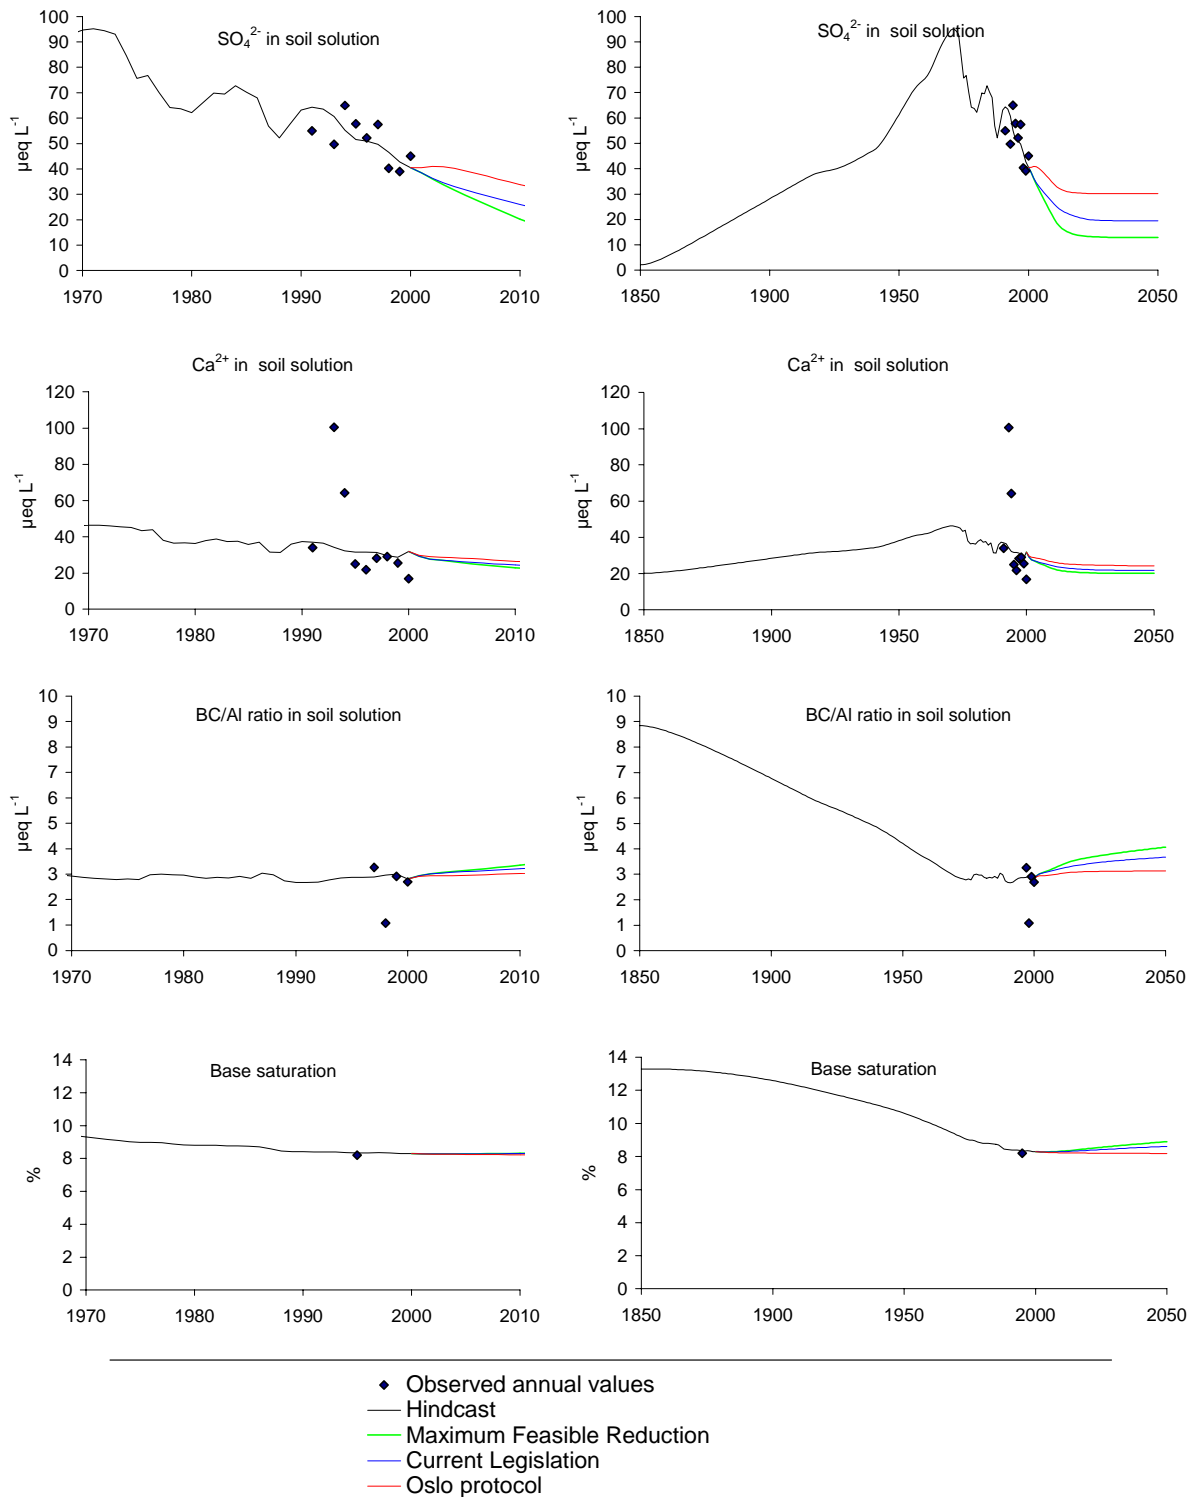 SO₄²⁻ in soil solution
100
90
80
70
60
50
40
30
20
10
0
µeq L⁻¹
1970 1980 1990 2000 2010
SO₄²⁻ in soil solution
100
90
80
70
60
50
40
30
20
10
0
µeq L⁻¹
1850 1900 1950 2000 2050
Ca²⁺ in soil solution
120
100
80
60
40
20
0
µeq L⁻¹
1970 1980 1990 2000 2010
Ca²⁺ in soil solution
120
100
80
60
40
20
0
µeq L⁻¹
1850 1900 1950 2000 2050
BC/Al ratio in soil solution
10
9
8
7
6
5
4
3
2
1
0
µeq L⁻¹
1970 1980 1990 2000 2010
BC/Al ratio in soil solution
10
9
8
7
6
5
4
3
2
1
0
µeq L⁻¹
1850 1900 1950 2000 2050
Base saturation
14
12
10
8
6
4
2
0
%
1970 1980 1990 2000 2010
Base saturation
14
12
10
8
6
4
2
0
%
1850 1900 1950 2000 2050
Observed annual values
Hindcast
Maximum Feasible Reduction
Current Legislation
Oslo protocol